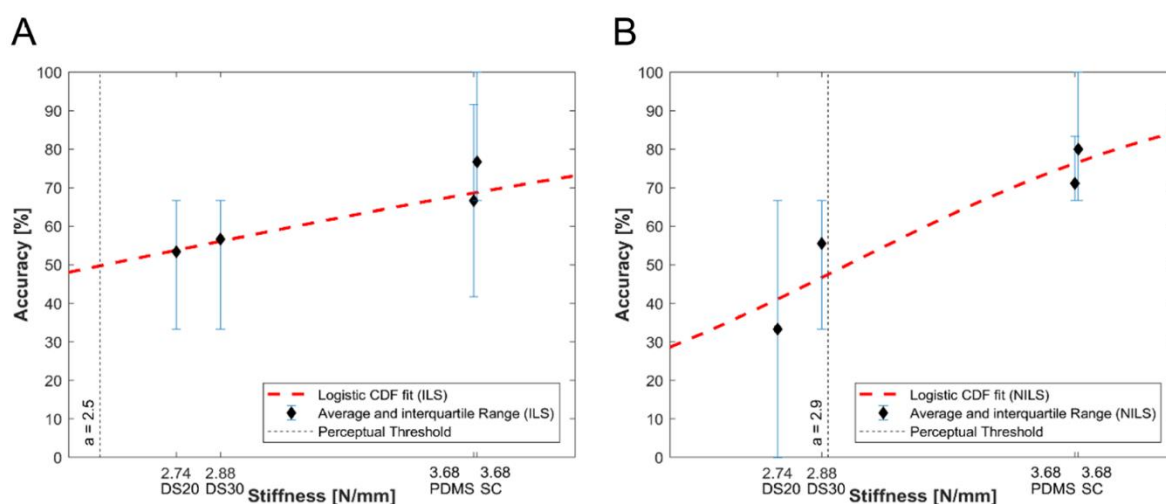 A
100
90
80
70
60
50
40
30
20
10
0
Accuracy [%]
a = 2.5
Logistic CDF fit (ILS)
Average and interquartile Range (ILS)
Perceptual Threshold
2.74 2.88 3.68 3.68
DS20 DS30 PDMS SC
Stiffness [N/mm]
B
100
90
80
70
60
50
40
30
20
10
0
Accuracy [%]
a = 2.9
Logistic CDF fit (NILS)
Average and interquartile Range (NILS)
Perceptual Threshold
2.74 2.88 3.68 3.68
DS20 DS30 PDMS SC
Stiffness [N/mm]